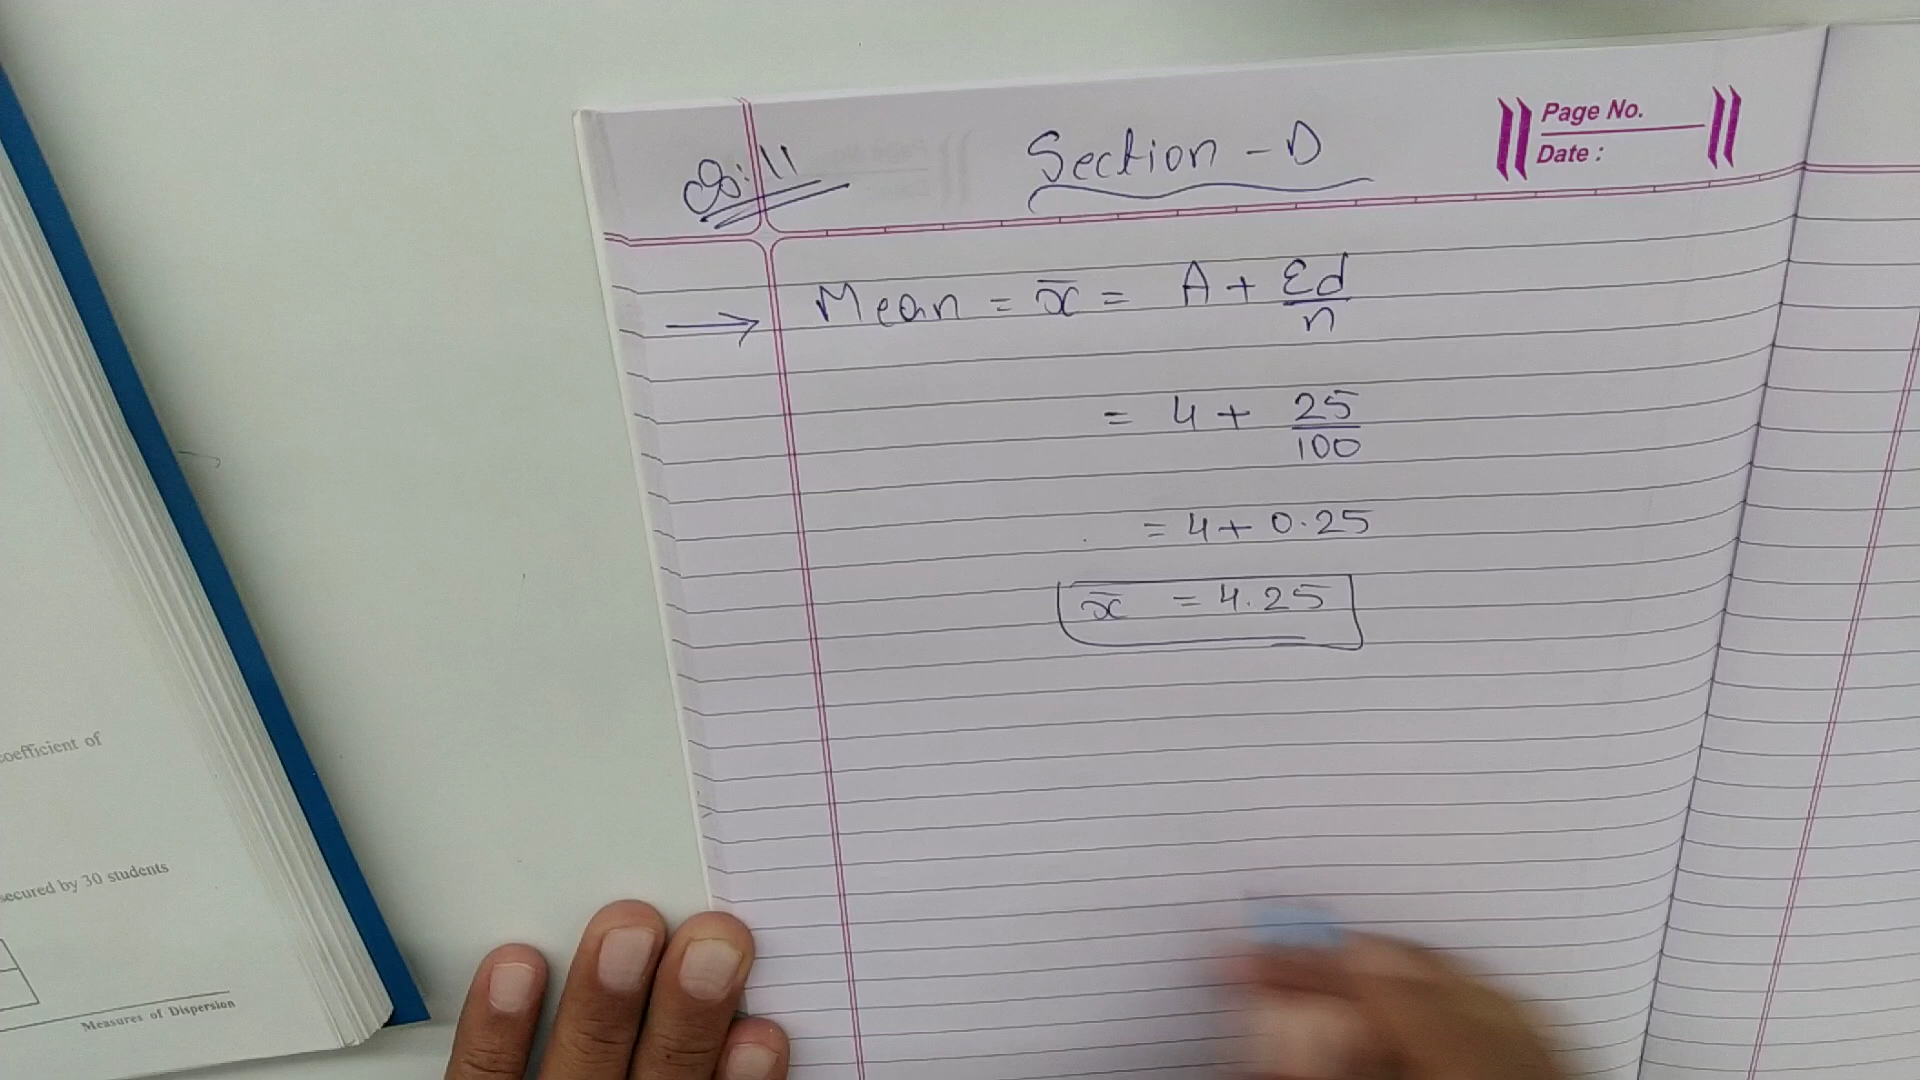 Q:11
Section - D
Page No.
Date :
Mean = x̄ = A + Σd/n
= 4 + 25/100
= 4 + 0.25
x̄ = 4.25
coefficient of
secured by 30 students
Measures of Dispersion